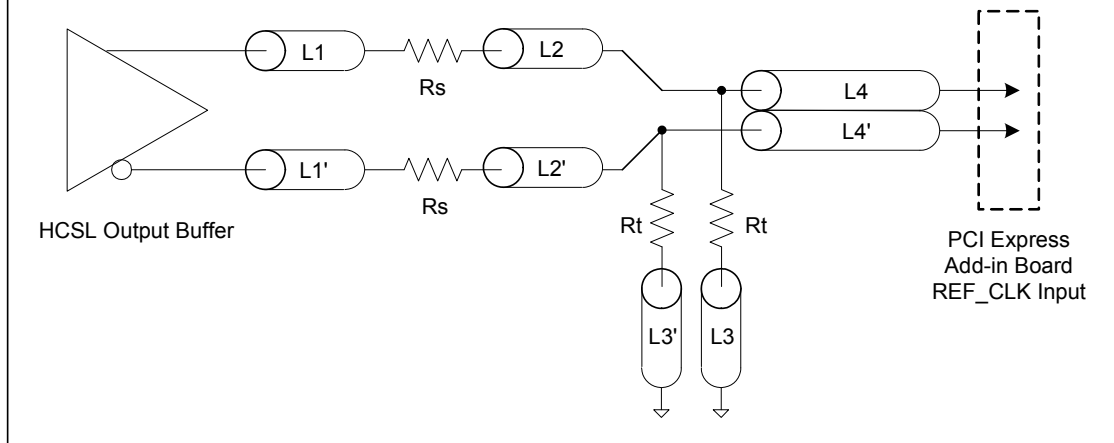 L1
Rs
L2
L4
L4'
L1'
Rs
L2'
HCSL Output Buffer
Rt
Rt
L3'
L3
PCI Express
Add-in Board
REF_CLK Input